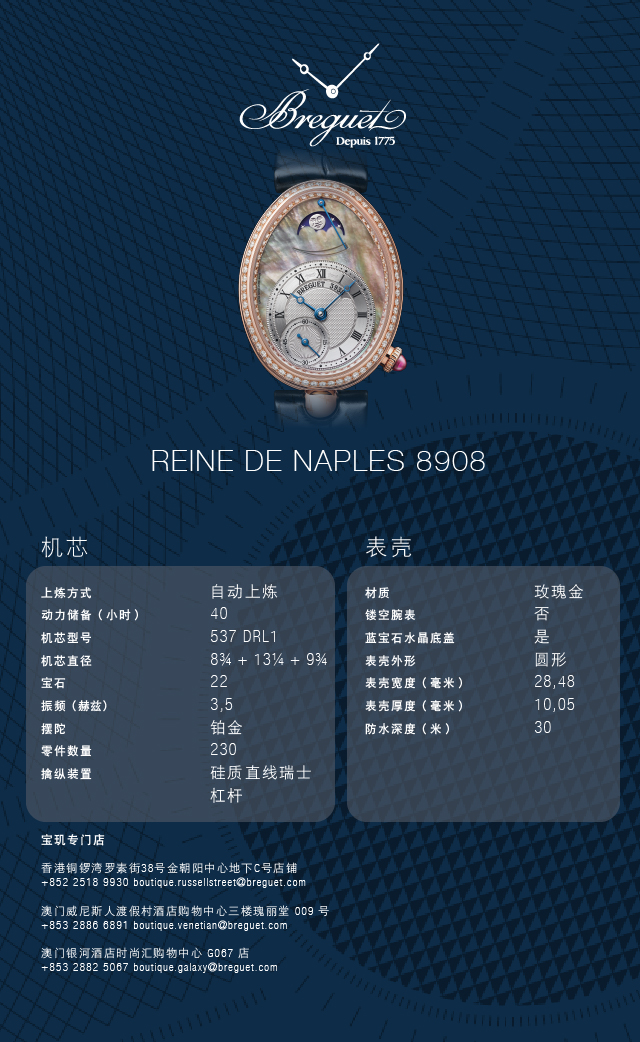 Breguet
Depuis 1775
XII
BREGUET
60
30
REINE DE NAPLES 8908
机芯
上炼方式 自动上炼
动力储备（小时） 40
机芯型号 537 DRL1
机芯直径 8¾ + 13¼ + 9¾
宝石 22
振频（赫兹） 3,5
摆陀 铂金
零件数量 230
擒纵装置 硅质直线瑞士
杠杆
表壳
材质 玫瑰金
镂空腕表 否
蓝宝石水晶底盖 是
表壳外形 圆形
表壳宽度（毫米） 28,48
表壳厚度（毫米） 10,05
防水深度（米） 30
宝玑专门店
香港铜锣湾罗素街38号金朝阳中心地下C号店铺
+852 2518 9930 boutique.russellstreet@breguet.com
澳门威尼斯人渡假村酒店购物中心三楼瑰丽堂 009 号
+853 2886 6891 boutique.venetian@breguet.com
澳门银河酒店时尚汇购物中心 G067 店
+853 2882 5067 boutique.galaxy@breguet.com